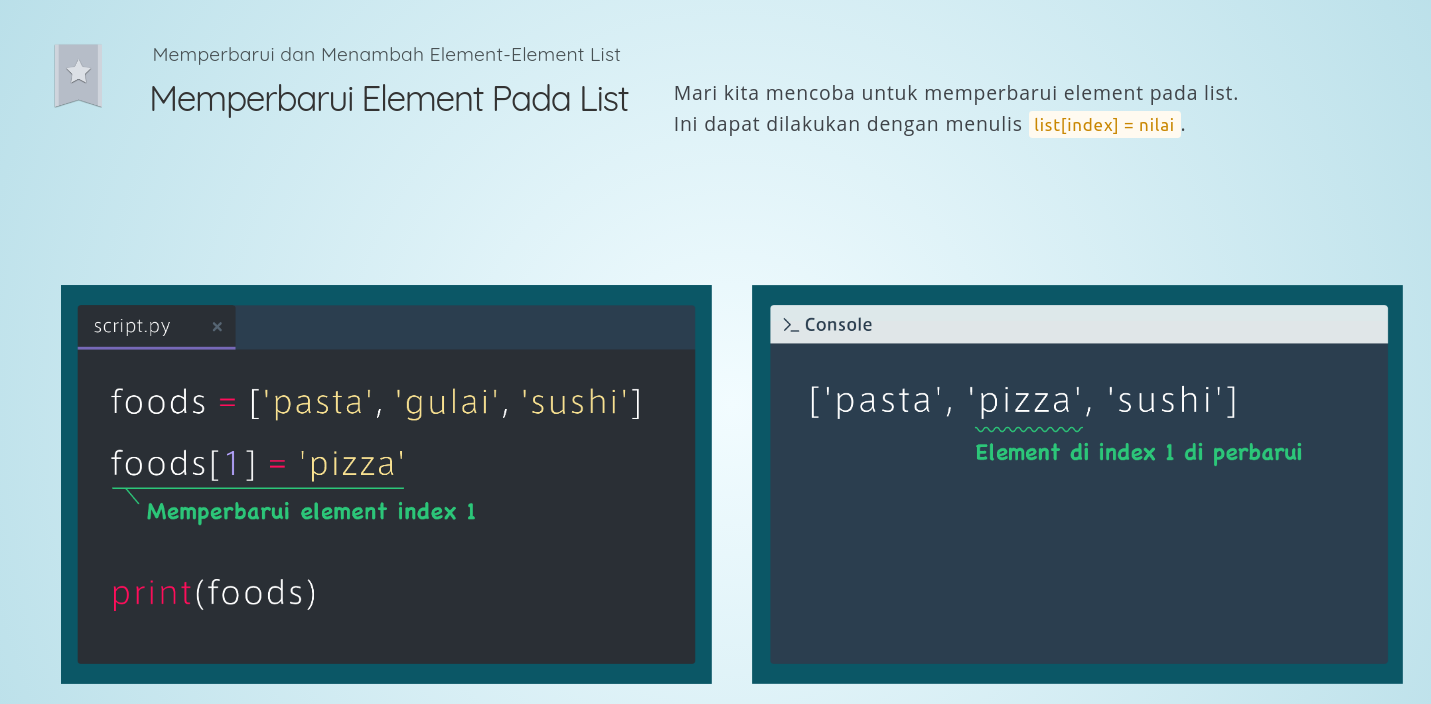 Memperbarui dan Menambah Element-Element List
Memperbarui Element Pada List
Mari kita mencoba untuk memperbarui element pada list.
Ini dapat dilakukan dengan menulis list[index] = nilai.
script.py ×
foods = ['pasta', 'gulai', 'sushi']
foods[1] = 'pizza'
Memperbarui element index 1
print(foods)
>_ Console
['pasta', 'pizza', 'sushi']
Element di index 1 di perbarui